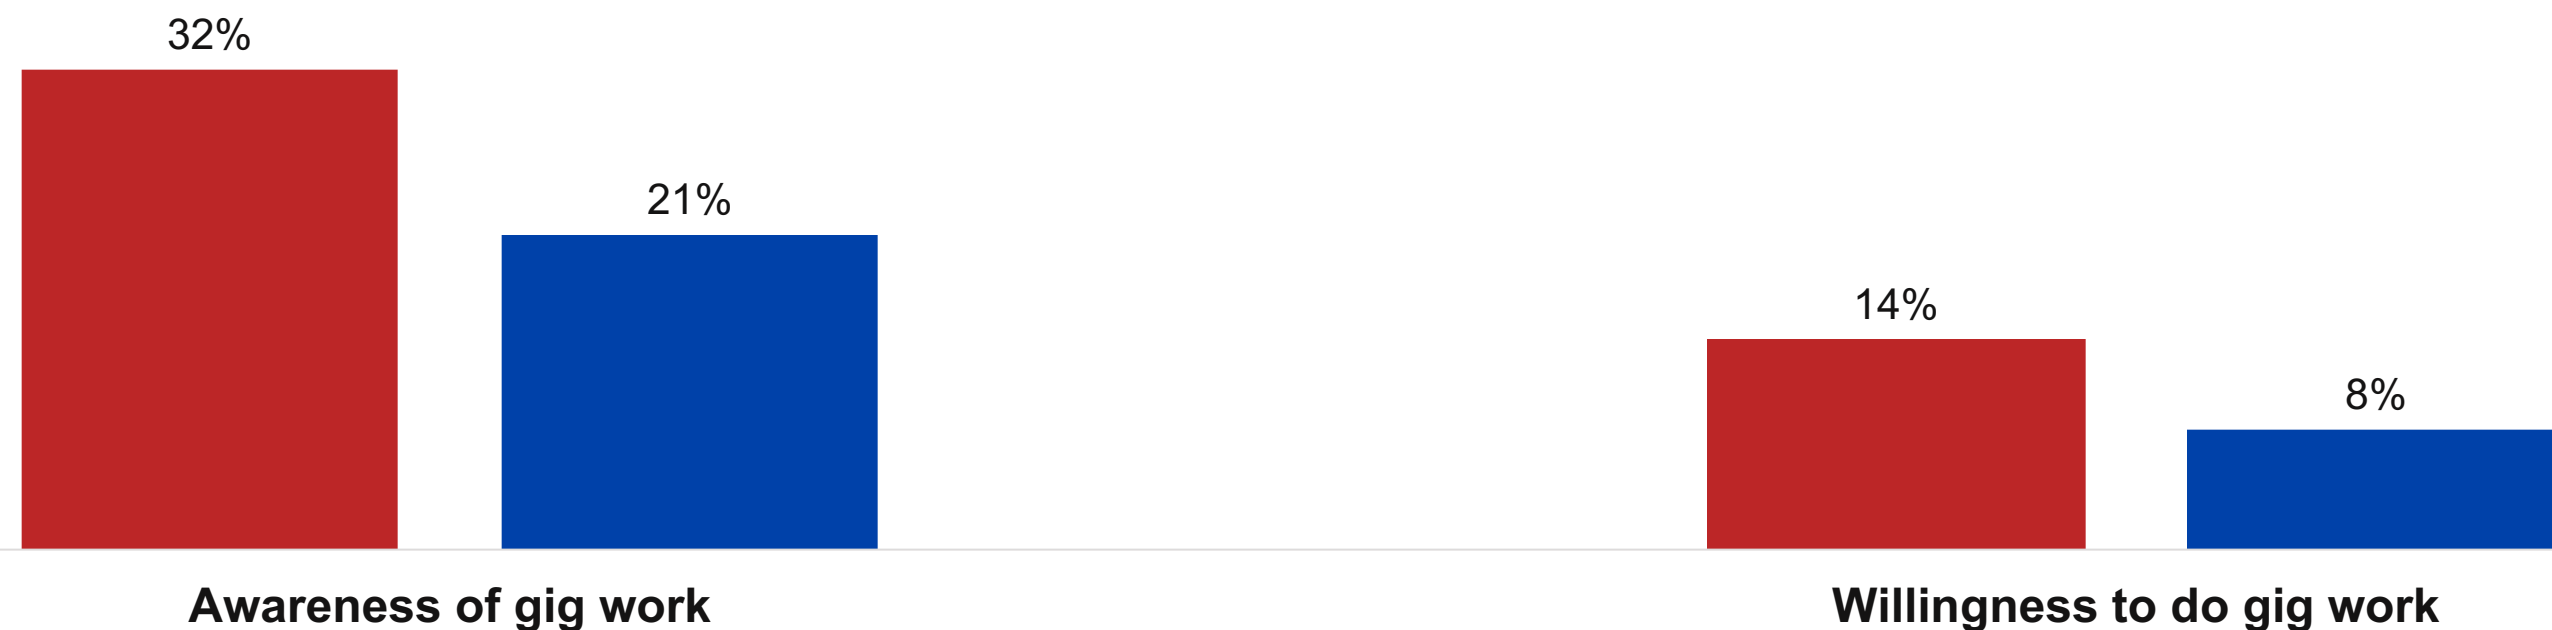 32%
21%
14%
8%
Awareness of gig work
Willingness to do gig work